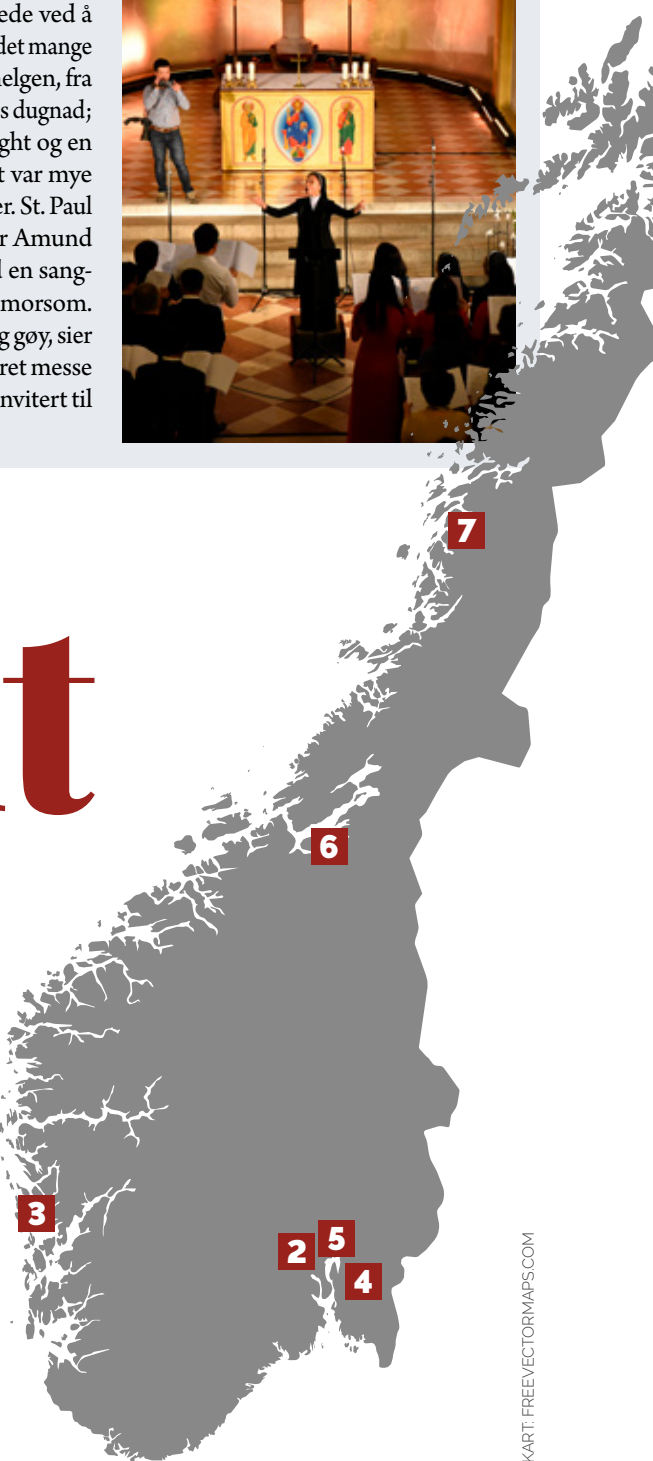 ede ved å
det mange
elgen, fra
s dugnad;
ght og en
t var mye
er. St. Paul
r Amund
en sang-
morsom.
g gøy, sier
ret messe
nvitert til
t
7
6
3
5
2
4
KART: FREEVECTORMAPS.COM